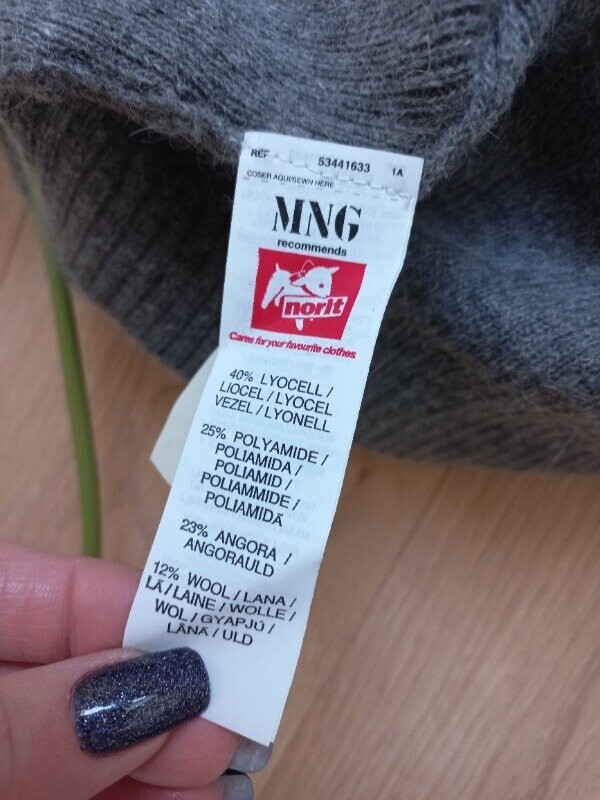 REF 53441633 1A
COSER AQUI/SEWN HERE
MNG
recommends
norit
Cares for your favourite clothes
40% LYOCELL /
LIOCEL / LYOCEL
VEZEL / LYONELL
25% POLYAMIDE /
POLIAMIDA /
POLIAMID /
POLIAMMIDE /
POLIAMIDĂ
23% ANGORA /
ANGORAULD
12% WOOL / LANA /
LÃ / LAINE / WOLLE /
WOL / GYAPJÚ /
LÂNĂ / ULD